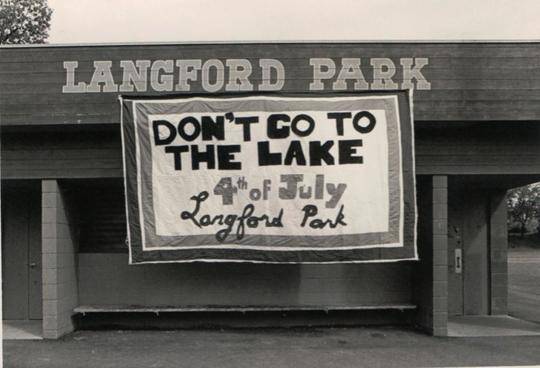 LANGFORD PARK
DON'T GO TO
THE LAKE
4th of July
Langford Park